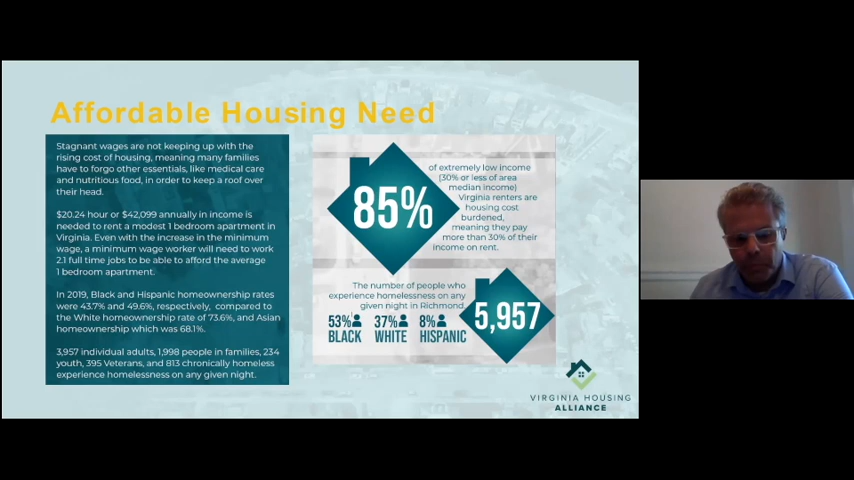 Affordable Housing Need
Stagnant wages are not keeping up with the
rising cost of housing, meaning many families
have to forgo other essentials, like medical care
and nutritious food, in order to keep a roof over
their head.
$20.24 hour or $42,099 annually in income is
needed to rent a modest 1 bedroom apartment in
Virginia. Even with the increase in the minimum
wage, a minimum wage worker will need to work
2.1 full time jobs to be able to afford the average
1 bedroom apartment.
In 2019, Black and Hispanic homeownership rates
were 43.7% and 49.6%, respectively, compared to
the White homeownership rate of 73.6%, and Asian
homeownership which was 68.1%.
3,957 individual adults, 1,998 people in families, 234
youth, 395 Veterans, and 813 chronically homeless
experience homelessness on any given night.
85%
of extremely low income
(30% or less of area
median income)
Virginia renters are
housing cost
burdened,
meaning they pay
more than 30% of their
income on rent.
The number of people who
experience homelessness on any
given night in Richmond.
53% 37% 8%
BLACK WHITE HISPANIC
5,957
VIRGINIA HOUSING
ALLIANCE